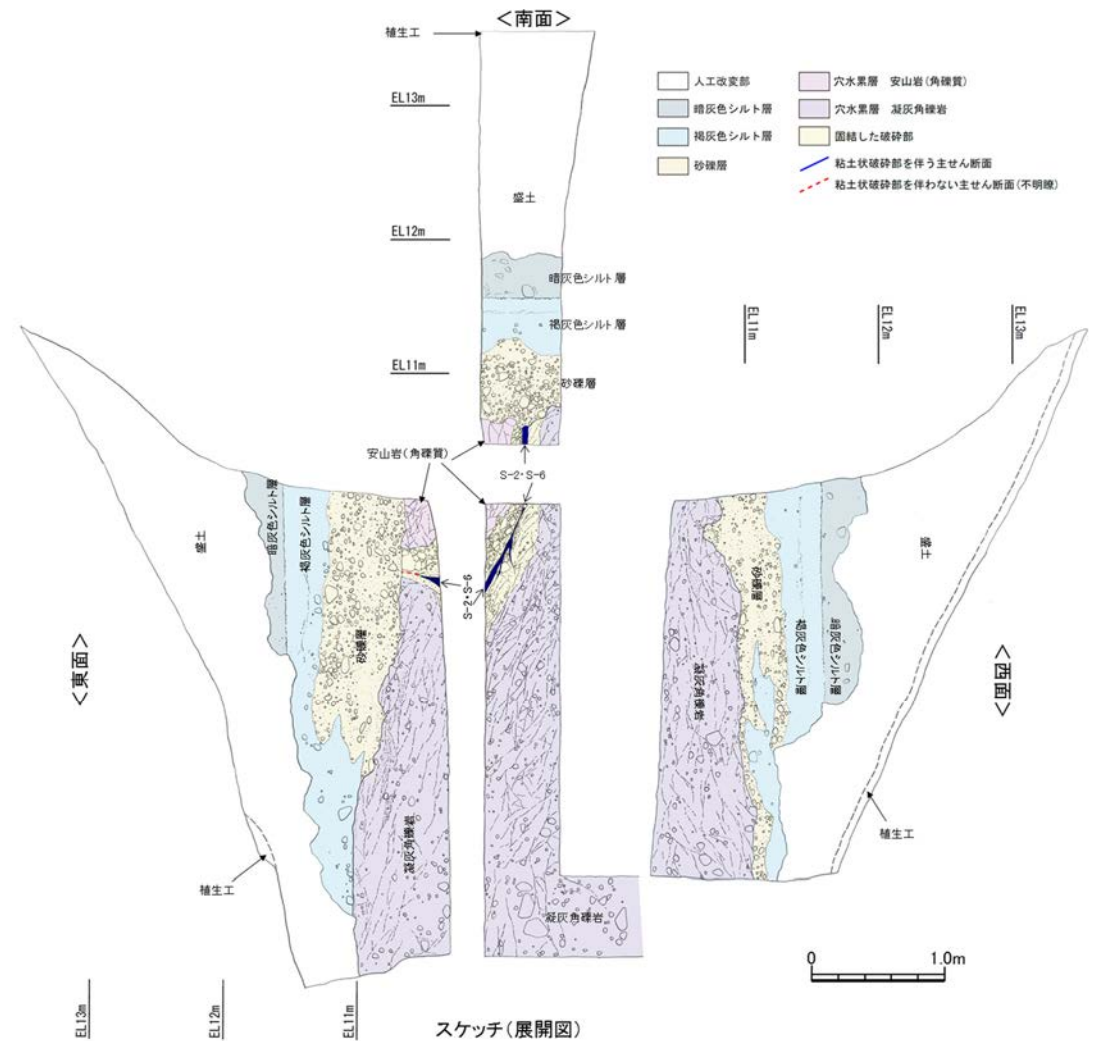 ＜南面＞
植生工
EL13m
EL12m
EL11m
盛土
暗灰色シルト層
褐灰色シルト層
砂礫層
人工改変部
暗灰色シルト層
褐灰色シルト層
砂礫層
穴水累層　安山岩(角礫質)
穴水累層　凝灰角礫岩
固結した破砕部
粘土状破砕部を伴う主せん断面
粘土状破砕部を伴わない主せん断面(不明瞭)
安山岩(角礫質)
S-2・S-6
＜東面＞
盛土
暗灰色シルト層
褐灰色シルト層
砂礫層
凝灰角礫岩
植生工
EL13m
EL12m
EL11m
S-2・S-6
凝灰角礫岩
EL11m
EL12m
EL13m
凝灰角礫岩
砂礫層
褐灰色シルト層
暗灰色シルト層
盛土
＜西面＞
植生工
0
1.0m
スケッチ(展開図)